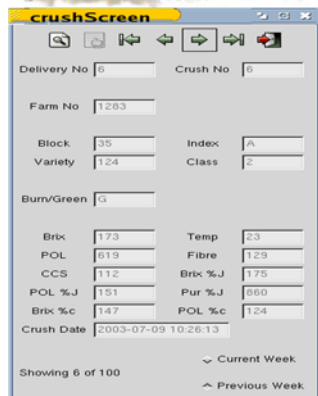 crushScreen
Delivery No 6 Crush No 6
Farm No 1283
Block 35 Index A
Variety 124 Class 2
Burn/Green G
Brix 173 Temp 23
POL 619 Fibre 129
CCS 112 Brix %J 175
POL %J 151 Pur %J 860
Brix %c 147 POL %c 124
Crush Date 2003-07-09 10:26:13
Current Week
Showing 6 of 100
Previous Week